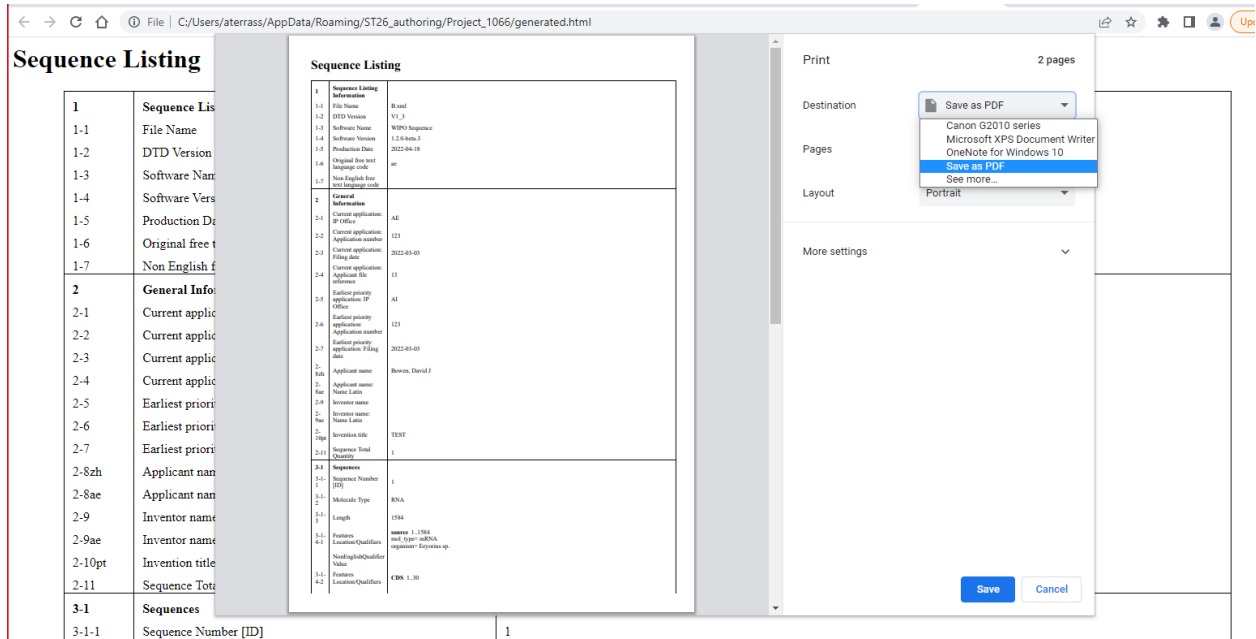 File | C:/Users/aterrass/AppData/Roaming/ST26_authoring/Project_1066/generated.html
Sequence Listing
1 Sequence Lis
1-1 File Name
1-2 DTD Version
1-3 Software Nam
1-4 Software Vers
1-5 Production Da
1-6 Original free t
1-7 Non English f
2 General Info
2-1 Current applic
2-2 Current applic
2-3 Current applic
2-4 Current applic
2-5 Earliest priori
2-6 Earliest priori
2-7 Earliest priori
2-8zh Applicant nam
2-8ae Applicant nam
2-9 Inventor name
2-9ae Inventor name
2-10pt Invention title
2-11 Sequence Tota
3-1 Sequences
3-1-1 Sequence Number [ID] 1
Sequence Listing
1 Sequence Listing
Information
1-1 File Name B.xml
1-2 DTD Version V1_3
1-3 Software Name WIPO Sequence
1-4 Software Version 1.2.0-beta.3
1-5 Production Date 2022-04-18
1-6 Original free text
language code ae
1-7 Non English free
text language code
2 General
Information
2-1 Current application:
IP Office AE
2-2 Current application:
Application number 123
2-3 Current application:
Filing date 2022-03-03
2-4 Current application:
Applicant file
reference 13
2-5 Earliest priority
application: IP
Office AI
2-6 Earliest priority
application:
Application number 123
2-7 Earliest priority
application: Filing
date 2022-03-03
2-
8zh Applicant name Bowen, David J
2-
8ae Applicant name:
Name Latin
2-9 Inventor name
2-
9ae Inventor name:
Name Latin
2-
10pt Invention title TEST
2-11 Sequence Total
Quantity 1
3-1 Sequences
3-1-
1 Sequence Number
[ID] 1
3-1-
2 Molecule Type RNA
3-1-
3 Length 1584
3-1-
4-1 Features
Location/Qualifiers source 1..1584
mol_type= mRNA
organism= Eeyorius sp.
NonEnglishQualifier
Value
3-1-
4-2 Features
Location/Qualifiers CDS 1..30
Print 2 pages
Destination Save as PDF
Canon G2010 series
Microsoft XPS Document Writer
OneNote for Windows 10
Save as PDF
See more...
Pages
Layout Portrait
More settings
Save Cancel